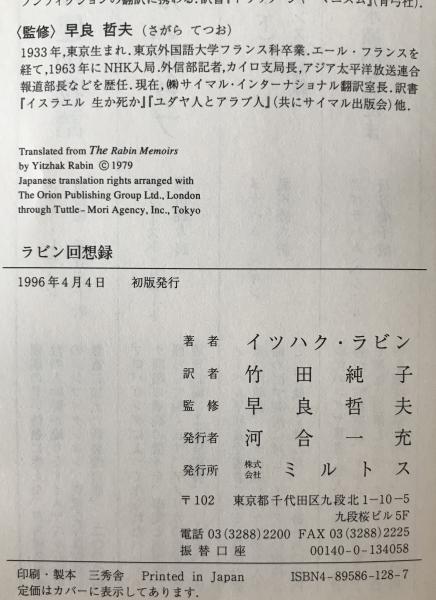 〈監修〉早良 哲夫（さがら てつお）
1933年,東京生まれ．東京外国語大学フランス科卒業,エール・フランスを
経て,1963年にNHK入局．外信部記者,カイロ支局長,アジア太平洋放送連合
報道部長などを歴任．現在,㈱サイマル・インターナショナル翻訳室長．訳書
『イスラエル 生か死か』『ユダヤ人とアラブ人』(共にサイマル出版会)他．
Translated from The Rabin Memoirs
by Yitzhak Rabin ©1979
Japanese translation rights arranged with
The Orion Publishing Group Ltd., London
through Tuttle-Mori Agency, Inc., Tokyo
ラビン回想録
1996年4月4日 初版発行
著者 イツハク・ラビン
訳者 竹田純子
監修 早良哲夫
発行者 河合一充
発行所 株式会社 ミルトス
〒102 東京都千代田区九段北1-10-5
九段桜ビル5F
電話 03(3288)2200 FAX 03(3288)2225
振替口座 00140-0-134058
印刷・製本 三秀舎 Printed in Japan ISBN4-89586-128-7
定価はカバーに表示してあります．